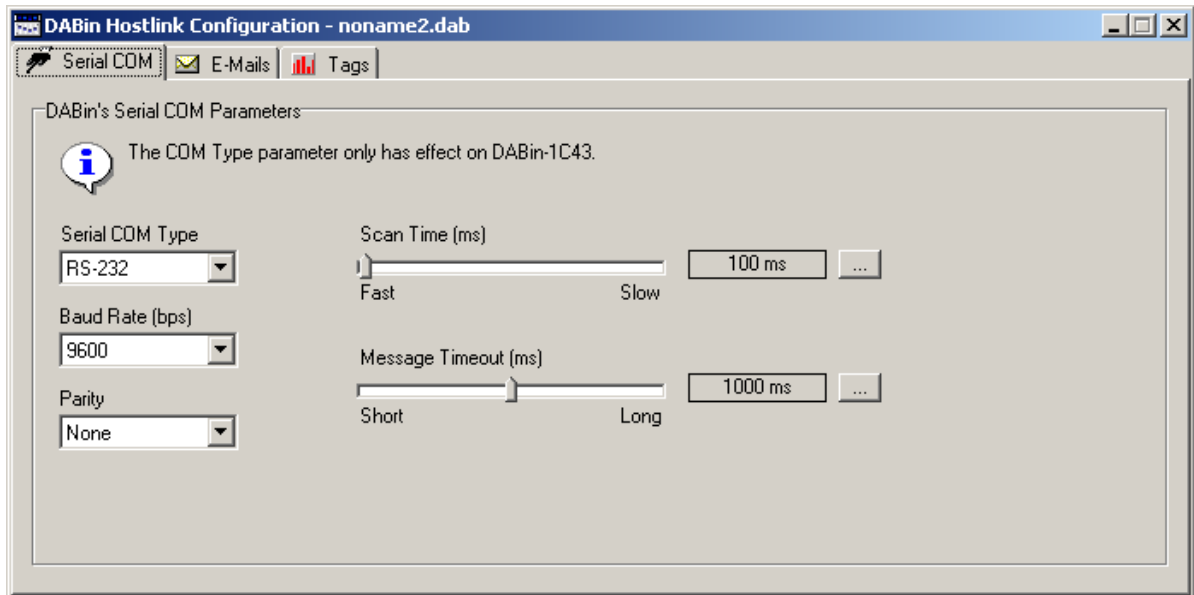 DABin Hostlink Configuration - noname2.dab
Serial COM E-Mails Tags
DABin's Serial COM Parameters
The COM Type parameter only has effect on DABin-1C43.
Serial COM Type
RS-232
Baud Rate (bps)
9600
Parity
None
Scan Time (ms)
100 ms ...
Fast Slow
Message Timeout (ms)
1000 ms ...
Short Long